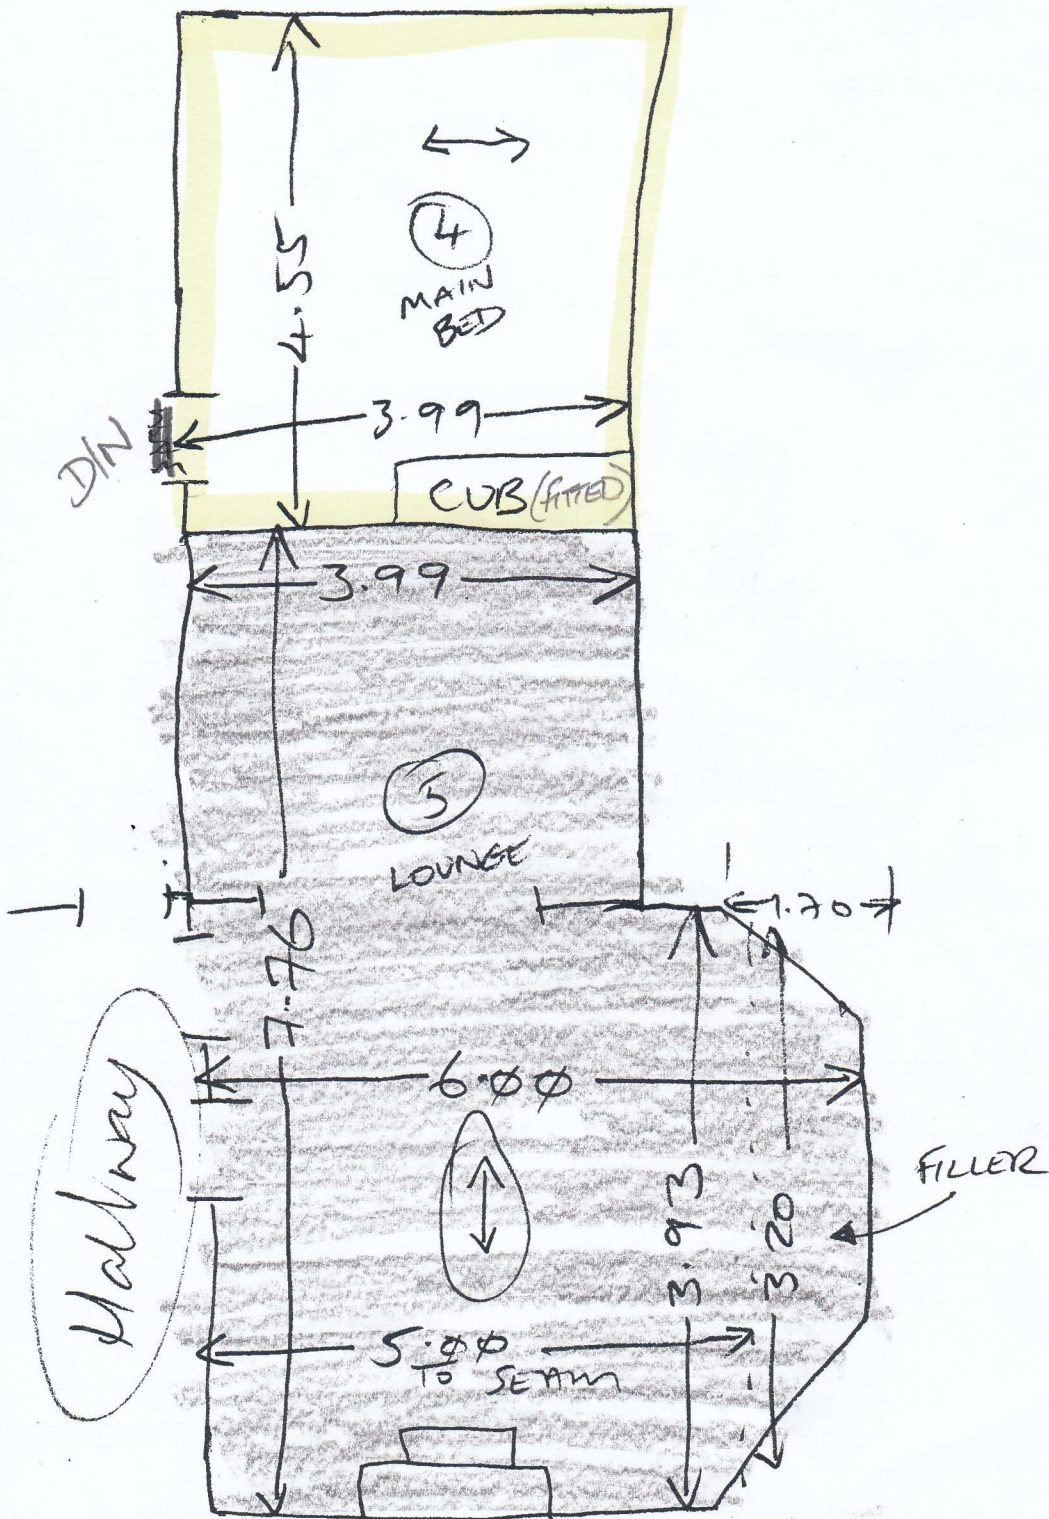 4.55
4
MAIN
BED
3.99
D/N
CUB (FITTED)
3.99
5
LOUNGE
1.70
7.76
6.00
Hallway
3.93
3.20
FILLER
5.00
TO SEAM